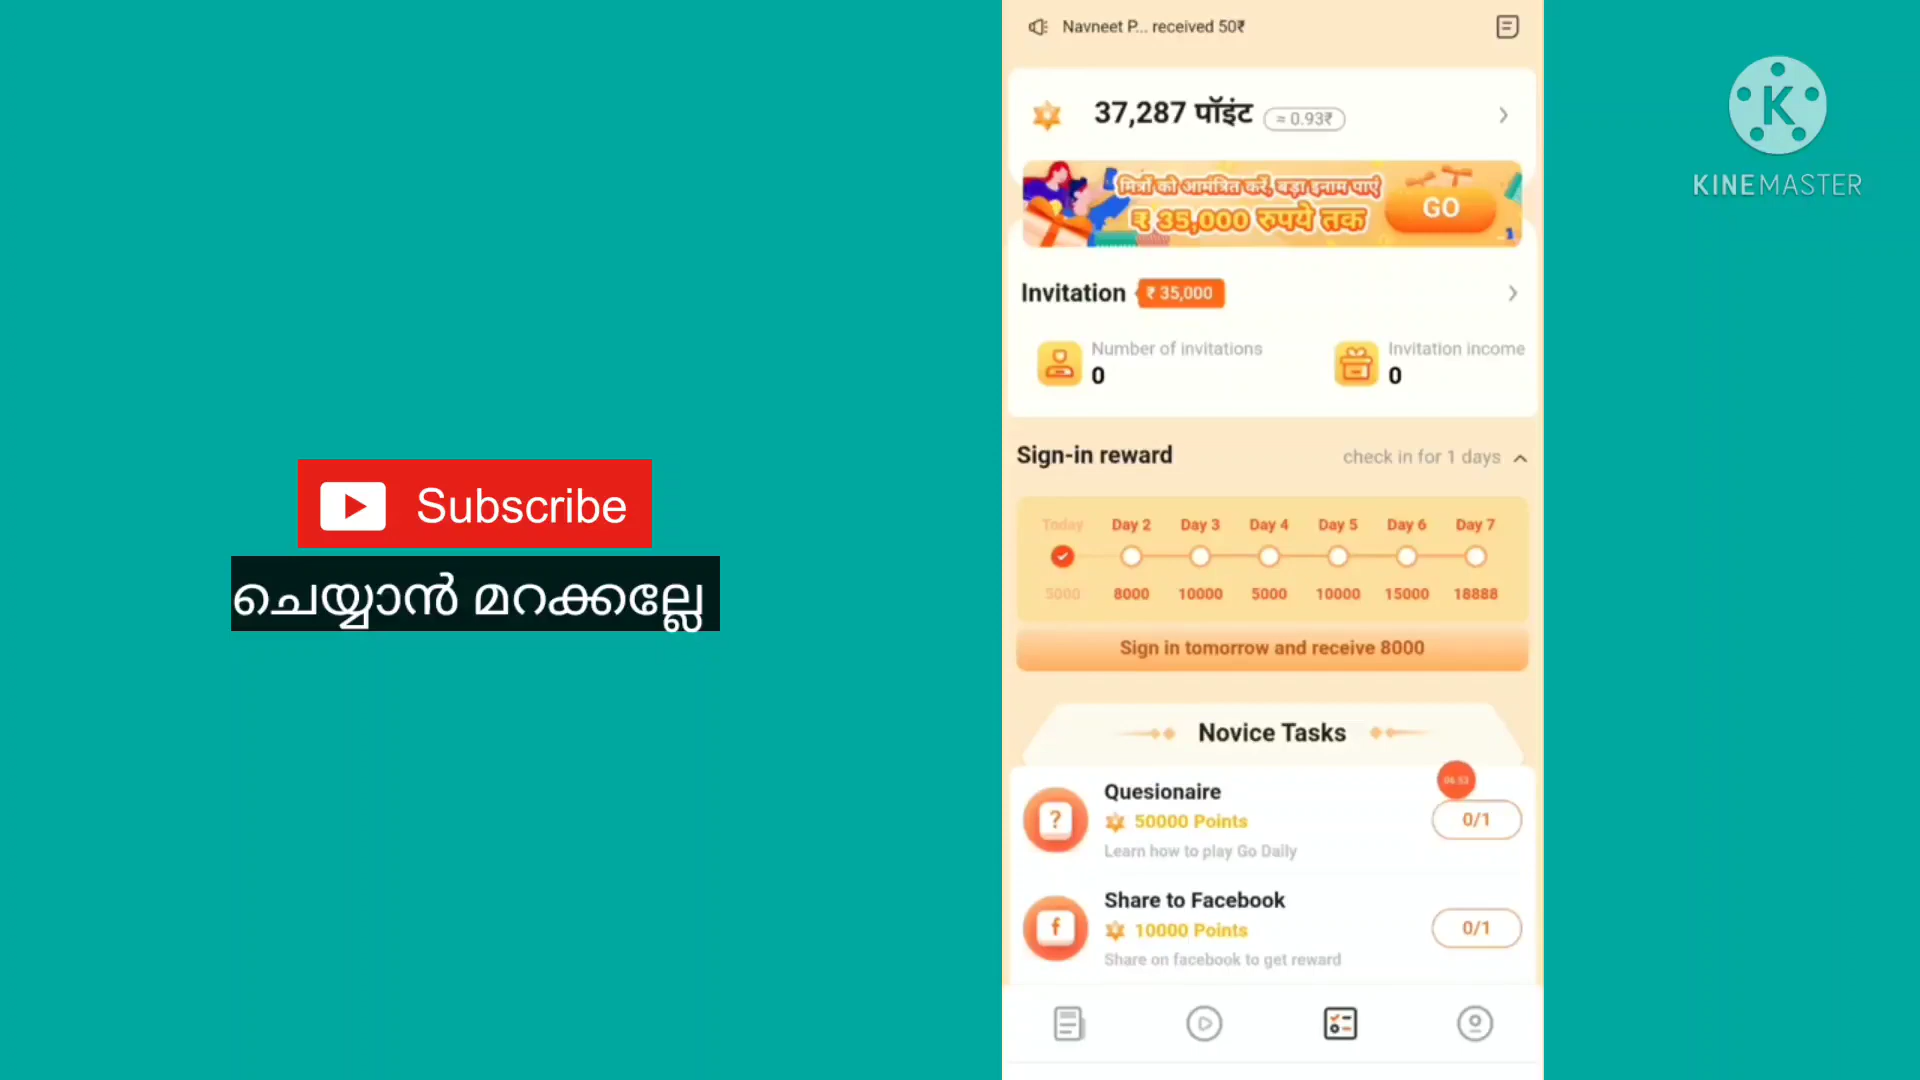 Navneet P... received 50₹
37,287 पॉइंट ≈ 0.93₹
मित्रों को आमंत्रित करें, बड़ा इनाम पाएं
₹ 35,000 रुपये तक
GO
Invitation ₹ 35,000
Number of invitations
0
Invitation income
0
Sign-in reward check in for 1 days
Today Day 2 Day 3 Day 4 Day 5 Day 6 Day 7
5000 8000 10000 5000 10000 15000 18888
Sign in tomorrow and receive 8000
Novice Tasks
Quesionaire
50000 Points
Learn how to play Go Daily
06:53
0/1
Share to Facebook
10000 Points
Share on facebook to get reward
0/1
Subscribe
ചെയ്യാൻ മറക്കല്ലേ
K
KINEMASTER